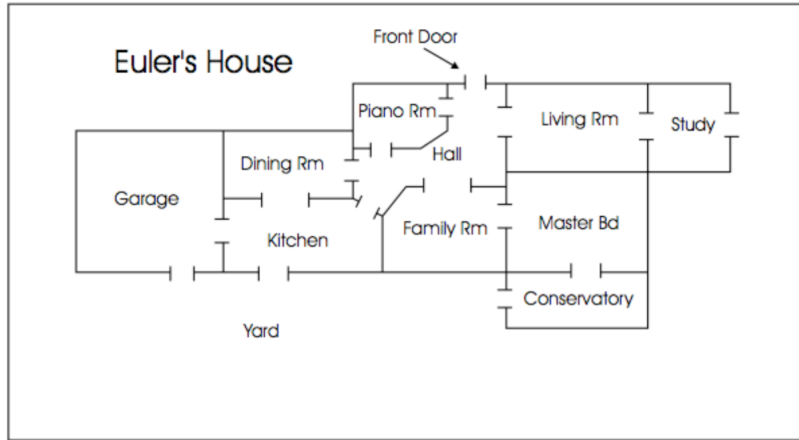 Front Door
Euler's House
Piano Rm
Living Rm
Study
Hall
Dining Rm
Garage
Family Rm
Master Bd
Kitchen
Conservatory
Yard